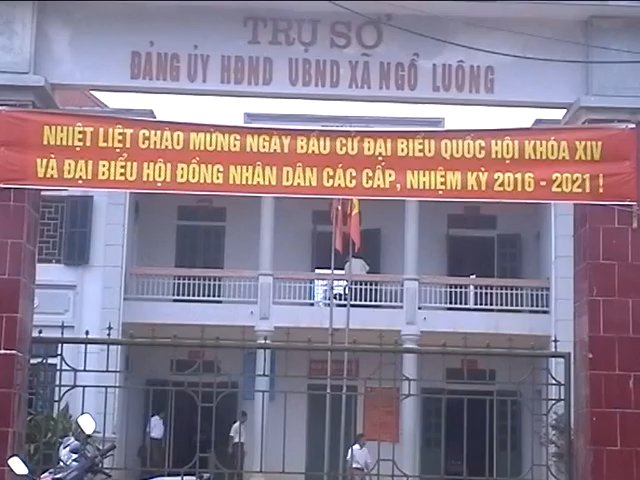 TRỤ SỞ
ĐẢNG ỦY HĐND UBND XÃ NGỔ LUÔNG
NHIỆT LIỆT CHÀO MỪNG NGÀY BẦU CỬ ĐẠI BIỂU QUỐC HỘI KHÓA XIV
VÀ ĐẠI BIỂU HỘI ĐỒNG NHÂN DÂN CÁC CẤP, NHIỆM KỲ 2016 - 2021 !